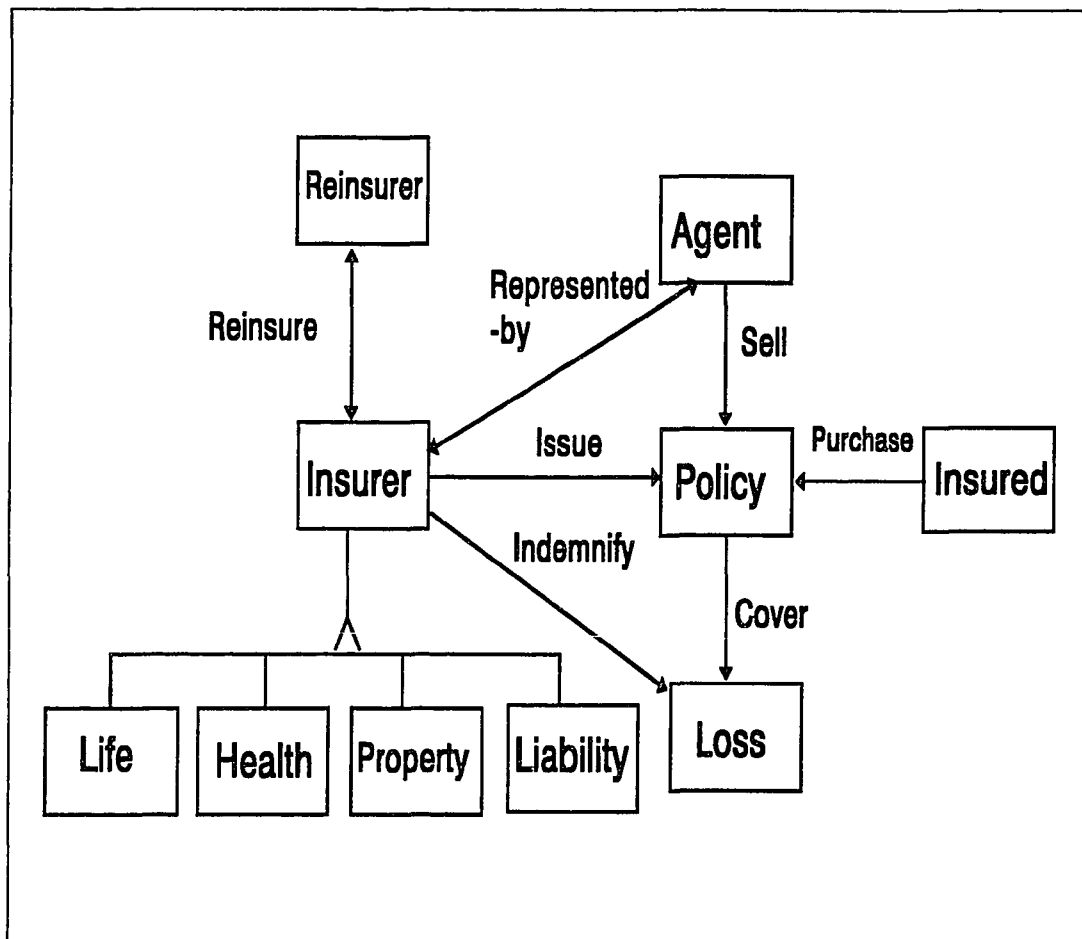 Reinsurer
Agent
Represented
-by
Reinsure
Sell
Insurer
Issue
Policy
Purchase
Insured
Indemnify
Cover
Life
Health
Property
Liability
Loss